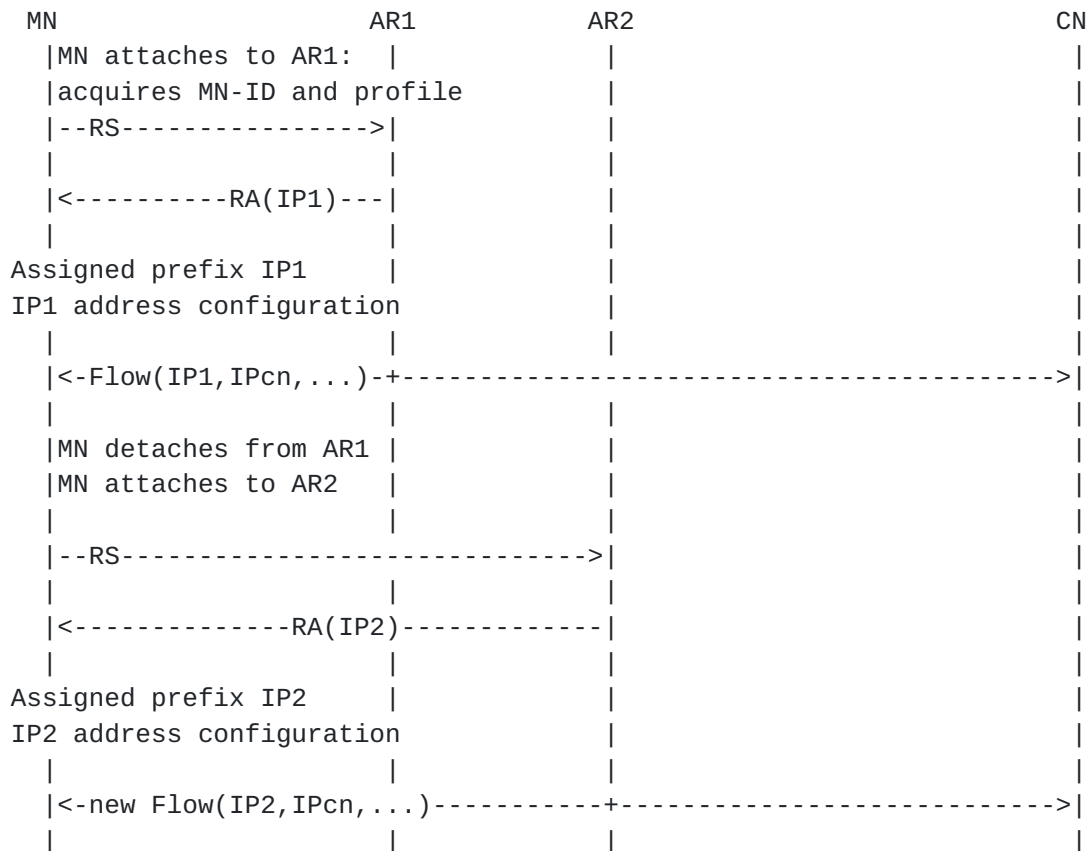 MN                AR1         AR2                      CN
  |MN attaches to AR1:  |           |                        |
  |acquires MN-ID and profile       |                        |
  |--RS---------------->|           |                        |
  |                 |           |                        |
  |<----------RA(IP1)---|           |                        |
  |                 |           |                        |
Assigned prefix IP1     |           |                        |
IP1 address configuration           |                        |
  |                 |           |                        |
  |<-Flow(IP1,IPcn,...)-+------------------------------------------>|
  |                 |           |                        |
  |MN detaches from AR1 |           |                        |
  |MN attaches to AR2   |           |                        |
  |                 |           |                        |
  |--RS------------------------------>|                        |
  |                 |           |                        |
  |<--------------RA(IP2)-------------|                        |
  |                 |           |                        |
Assigned prefix IP2     |           |                        |
IP2 address configuration           |                        |
  |                 |           |                        |
  |<-new Flow(IP2,IPcn,...)-----------+---------------------------->|
  |                 |           |                        |